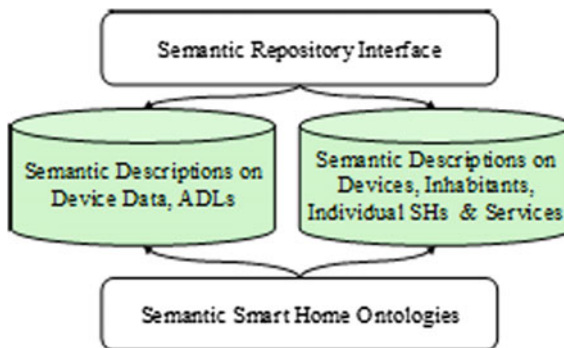 Semantic Repository Interface
Semantic Descriptions on
Device Data, ADLs
Semantic Descriptions on
Devices, Inhabitants,
Individual SHs & Services
Semantic Smart Home Ontologies